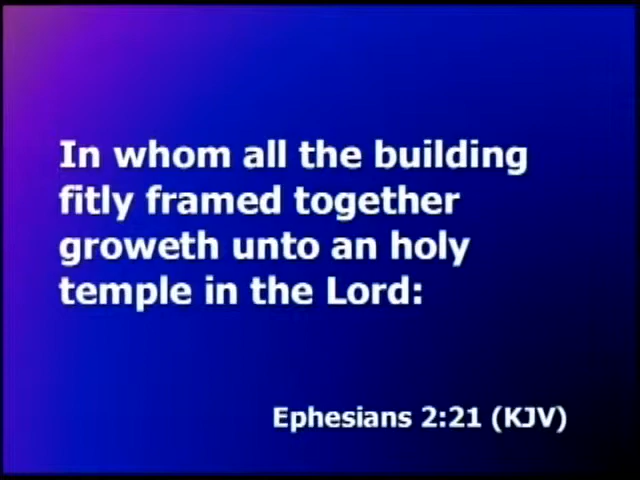 In whom all the building
fitly framed together
groweth unto an holy
temple in the Lord:
Ephesians 2:21 (KJV)